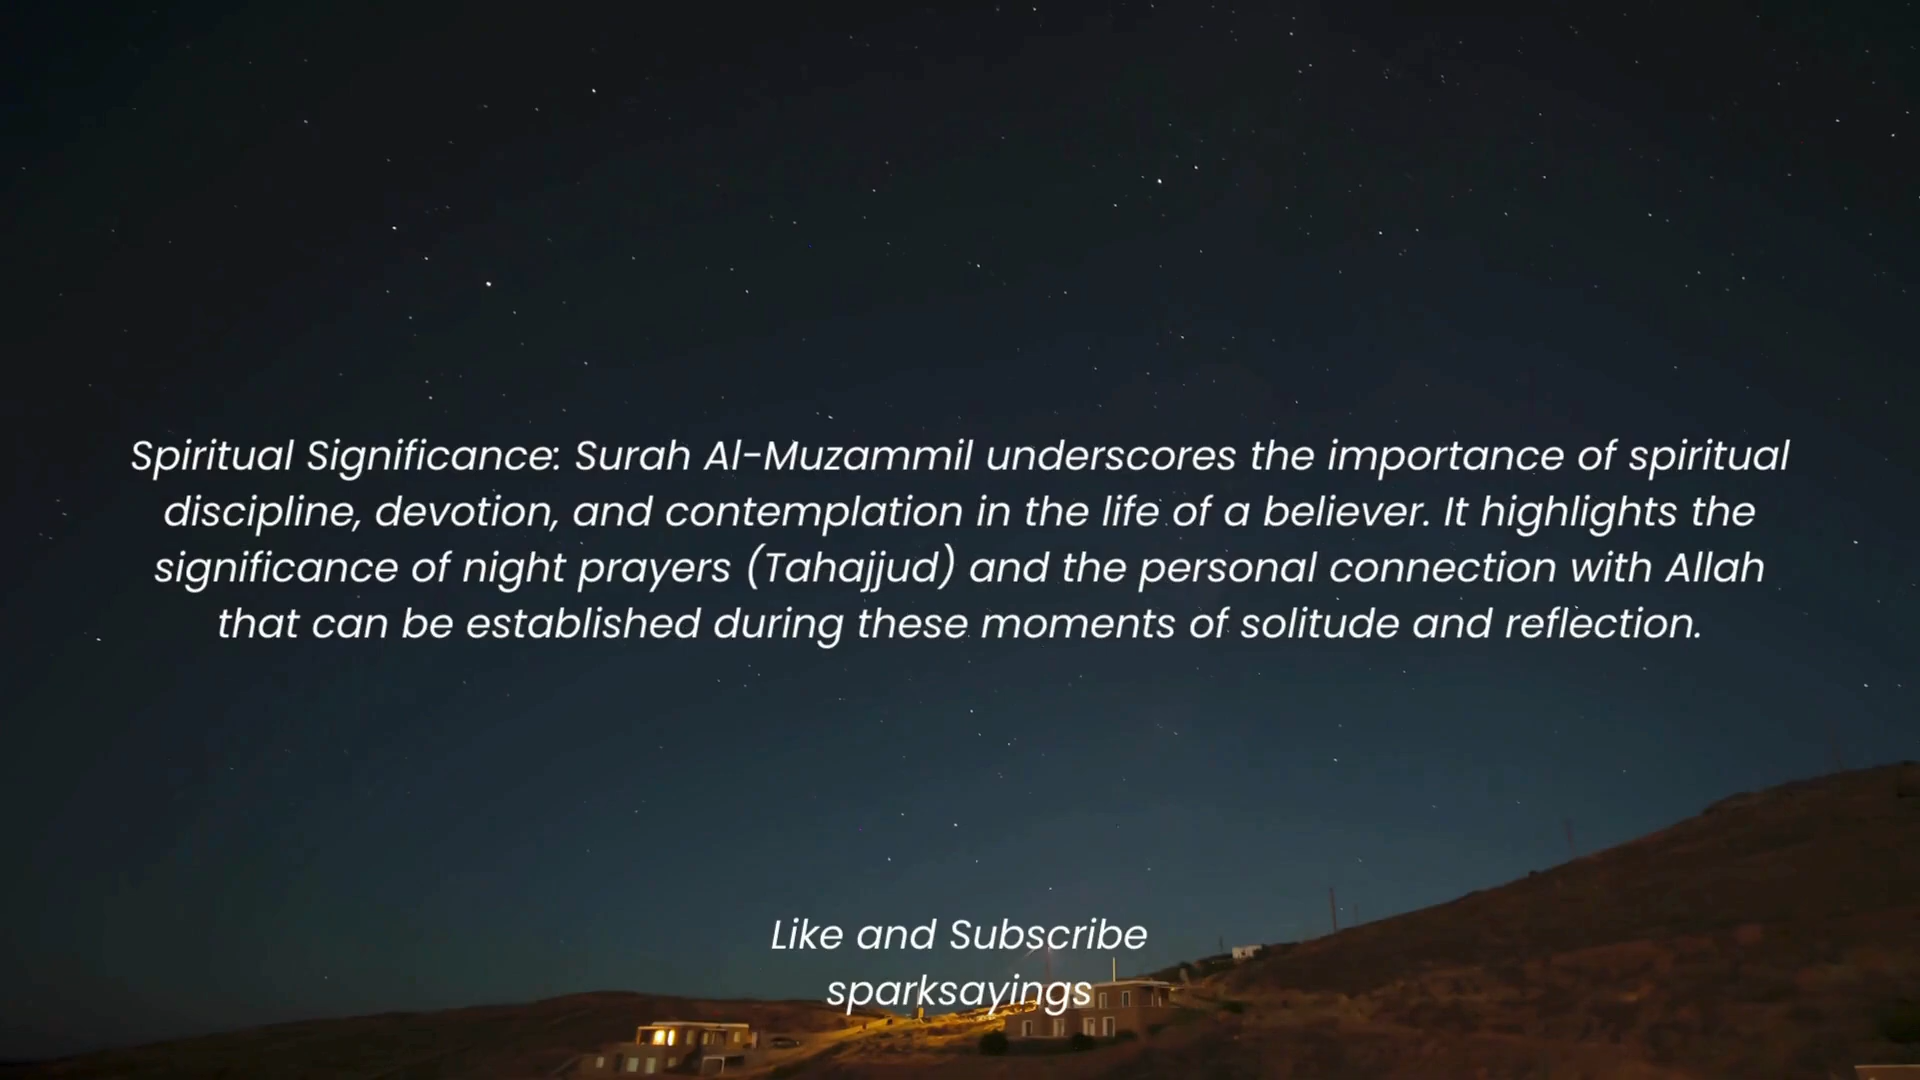 Spiritual Significance: Surah Al-Muzammil underscores the importance of spiritual
discipline, devotion, and contemplation in the life of a believer. It highlights the
significance of night prayers (Tahajjud) and the personal connection with Allah
that can be established during these moments of solitude and reflection.
Like and Subscribe
sparksayings